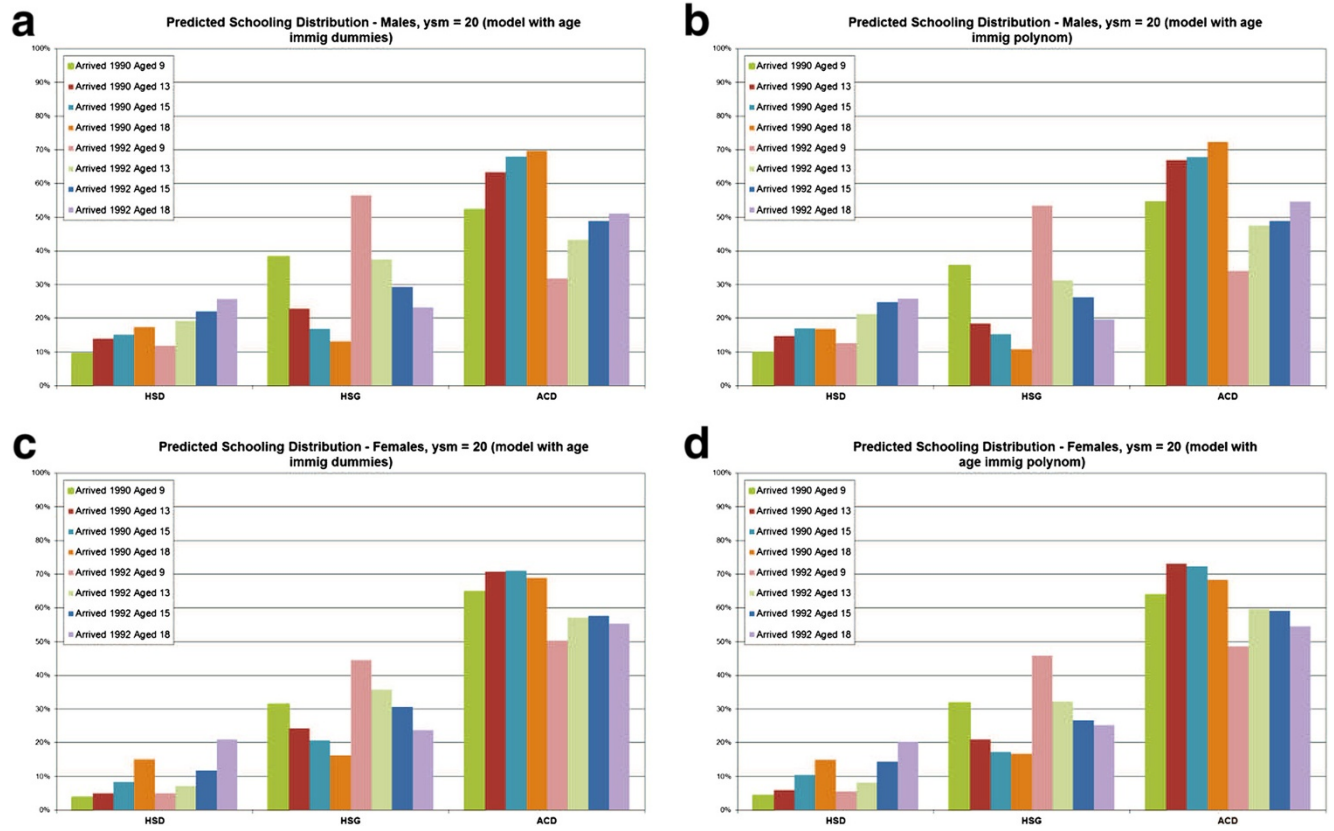 a
Predicted Schooling Distribution - Males, ysm = 20 (model with age
immig dummies)
100%
90%
80%
70%
60%
50%
40%
30%
20%
10%
0%
Arrived 1990 Aged 9
Arrived 1990 Aged 13
Arrived 1990 Aged 15
Arrived 1990 Aged 18
Arrived 1992 Aged 9
Arrived 1992 Aged 13
Arrived 1992 Aged 15
Arrived 1992 Aged 18
HSD HSG ACD
b
Predicted Schooling Distribution - Males, ysm = 20 (model with age
immig polynom)
100%
90%
80%
70%
60%
50%
40%
30%
20%
10%
0%
Arrived 1990 Aged 9
Arrived 1990 Aged 13
Arrived 1990 Aged 15
Arrived 1990 Aged 18
Arrived 1992 Aged 9
Arrived 1992 Aged 13
Arrived 1992 Aged 15
Arrived 1992 Aged 18
HSD HSG ACD
c
Predicted Schooling Distribution - Females, ysm = 20 (model with age
immig dummies)
100%
90%
80%
70%
60%
50%
40%
30%
20%
10%
0%
Arrived 1990 Aged 9
Arrived 1990 Aged 13
Arrived 1990 Aged 15
Arrived 1990 Aged 18
Arrived 1992 Aged 9
Arrived 1992 Aged 13
Arrived 1992 Aged 15
Arrived 1992 Aged 18
HSD HSG ACD
d
Predicted Schooling Distribution - Females, ysm = 20 (model with
age immig polynom)
100%
90%
80%
70%
60%
50%
40%
30%
20%
10%
0%
Arrived 1990 Aged 9
Arrived 1990 Aged 13
Arrived 1990 Aged 15
Arrived 1990 Aged 18
Arrived 1992 Aged 9
Arrived 1992 Aged 13
Arrived 1992 Aged 15
Arrived 1992 Aged 18
HSD HSG ACD